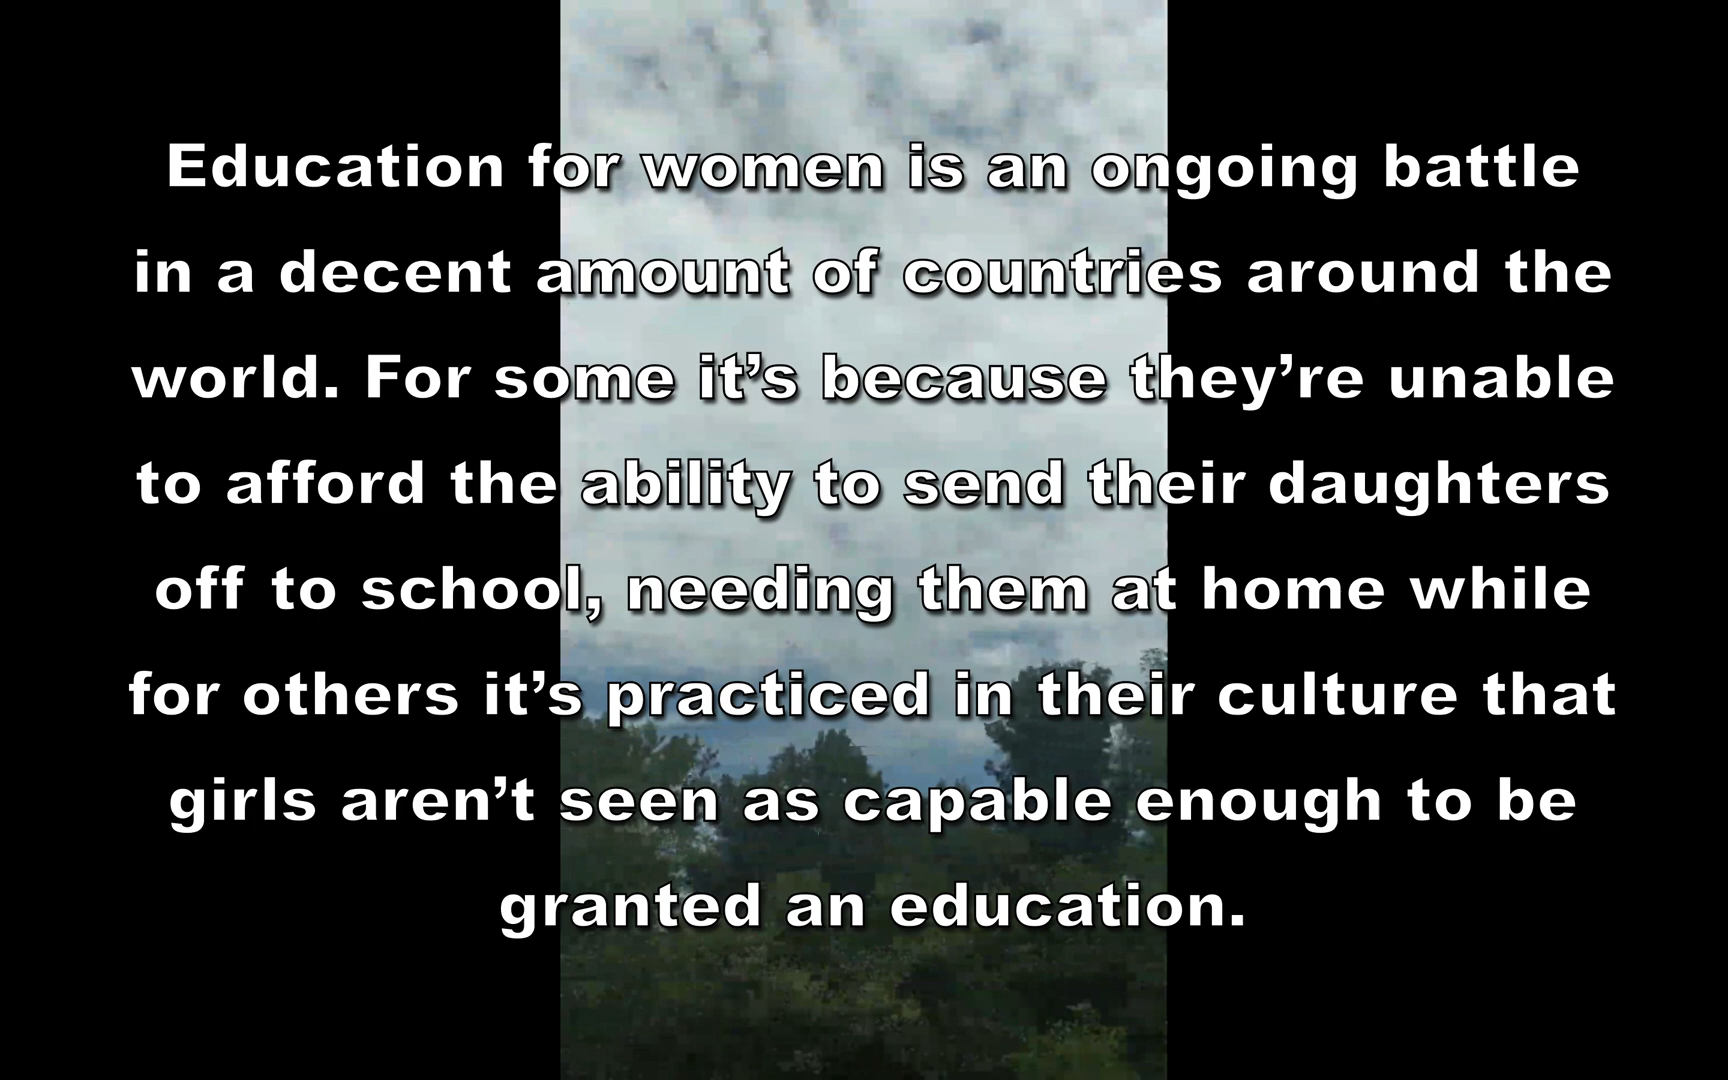 Education for women is an ongoing battle
in a decent amount of countries around the
world. For some it’s because they’re unable
to afford the ability to send their daughters
off to school, needing them at home while
for others it’s practiced in their culture that
girls aren’t seen as capable enough to be
granted an education.